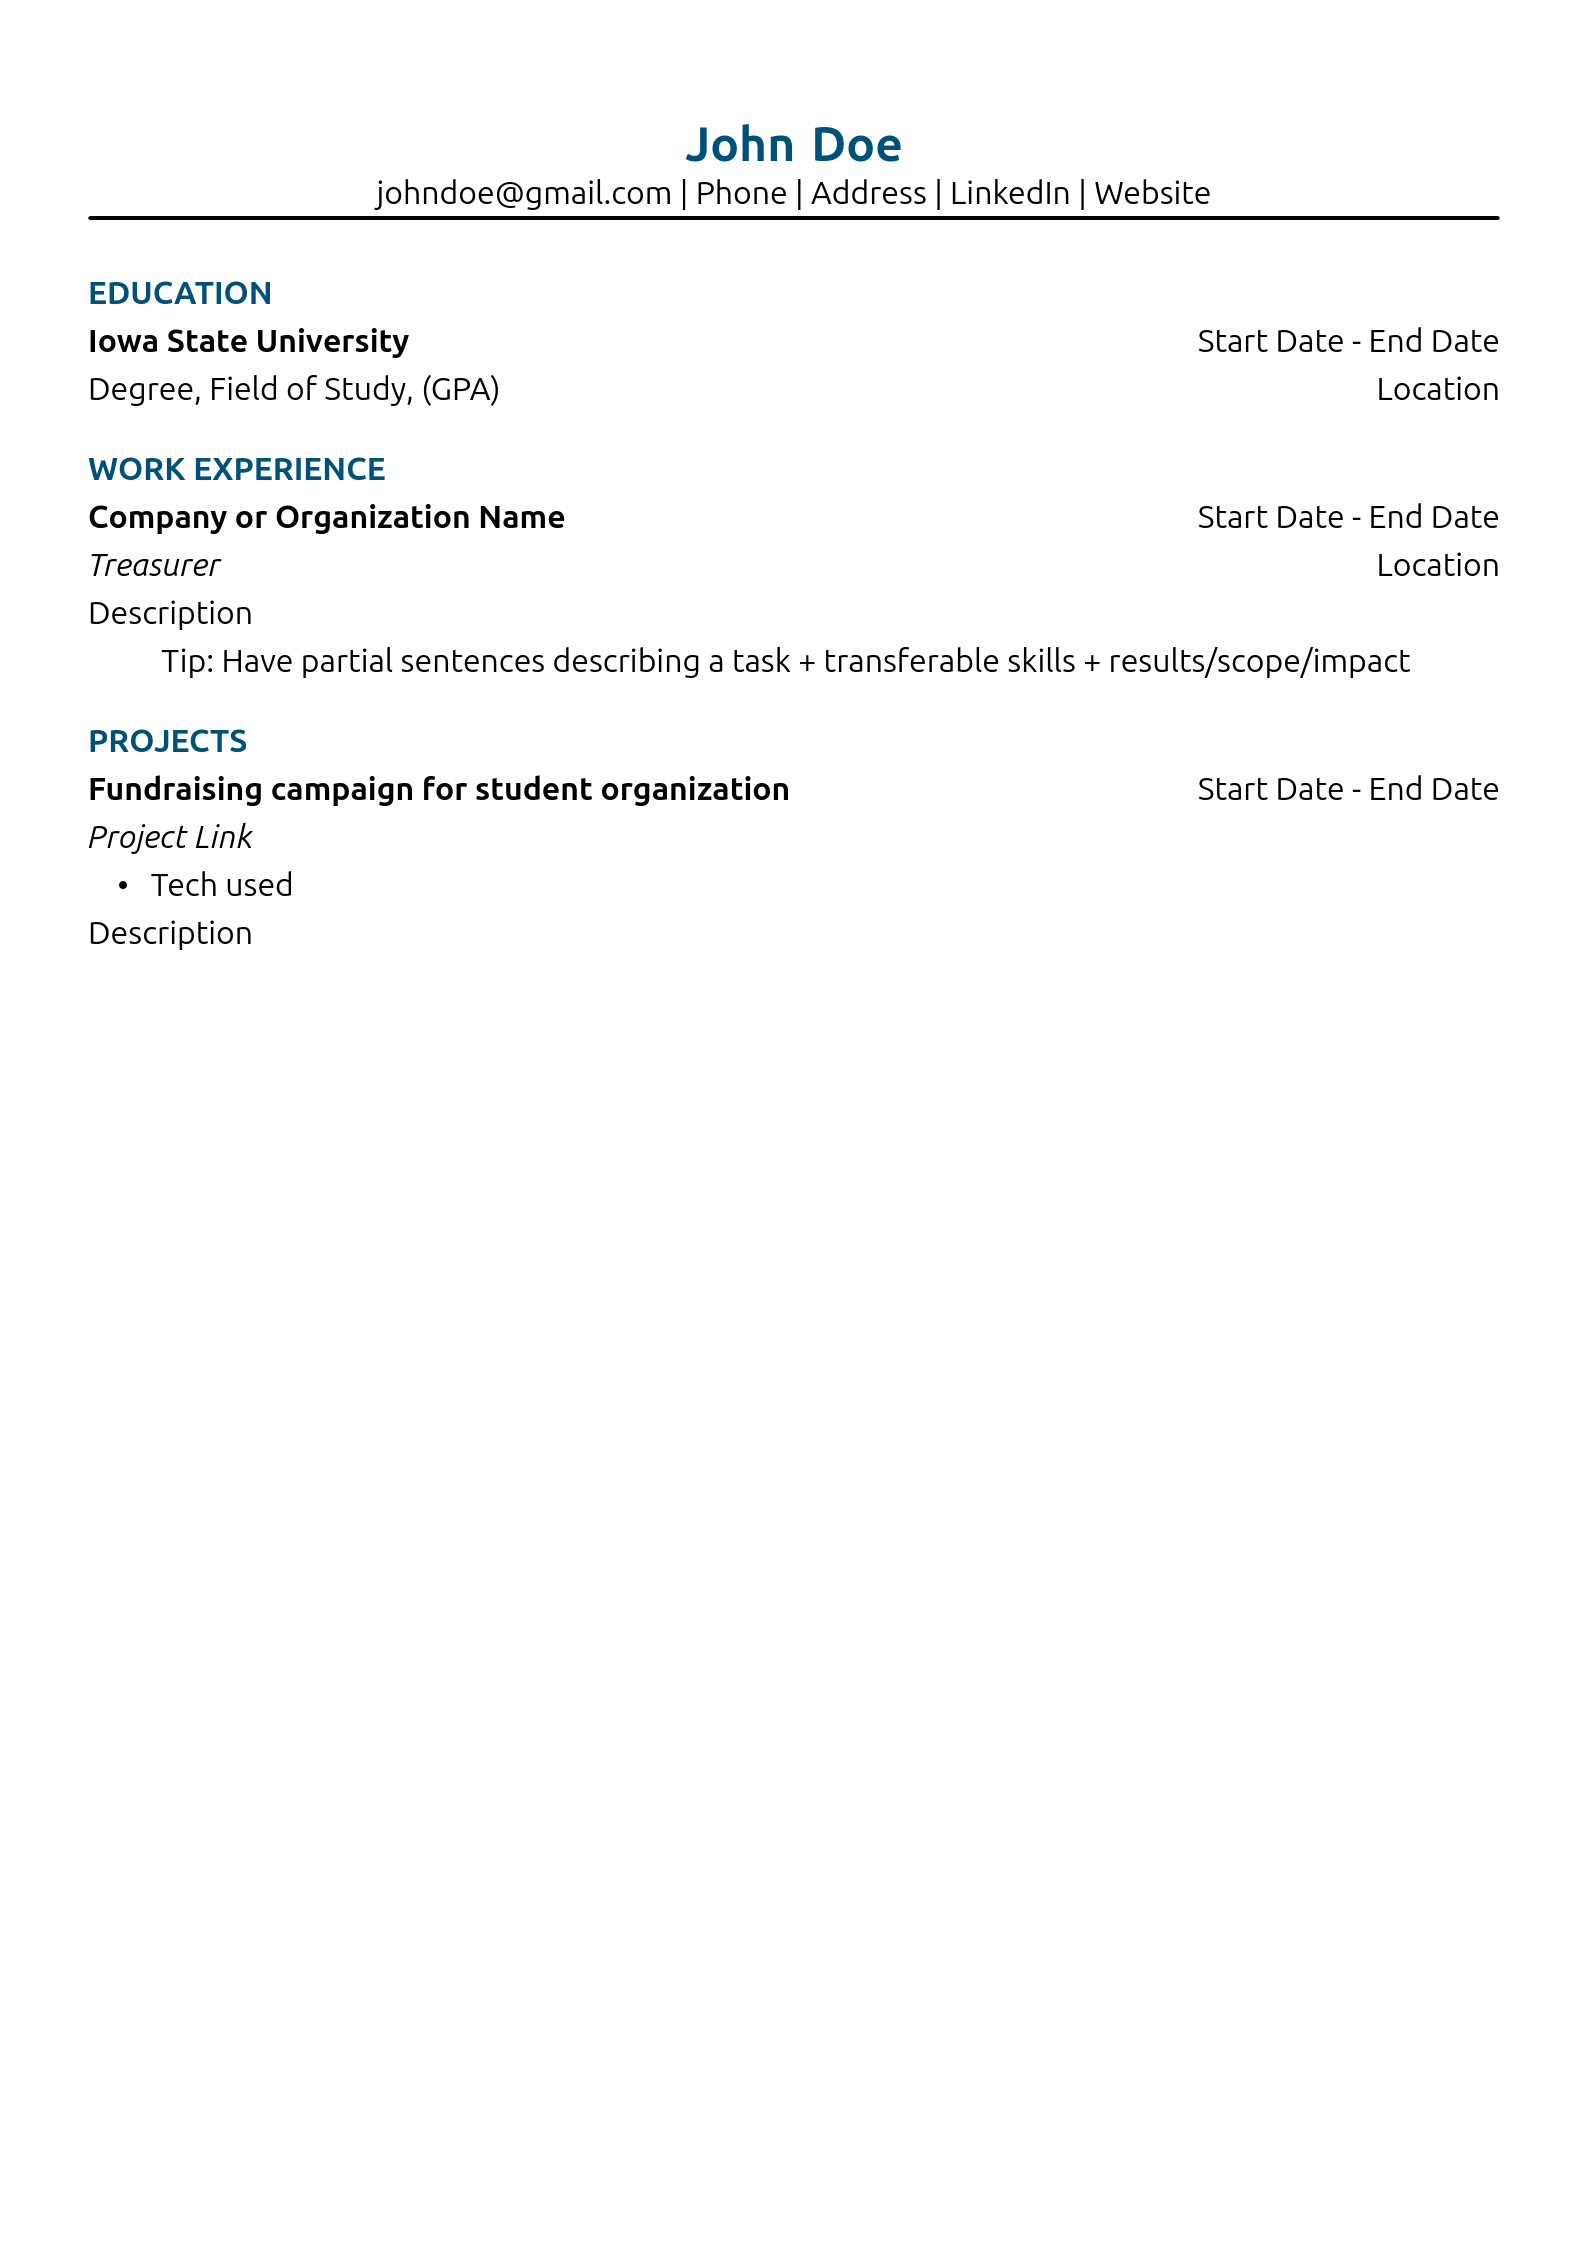 John Doe
johndoe@gmail.com | Phone | Address | LinkedIn | Website
EDUCATION
Iowa State University Start Date - End Date
Degree, Field of Study, (GPA) Location
WORK EXPERIENCE
Company or Organization Name Start Date - End Date
Treasurer Location
Description
Tip: Have partial sentences describing a task + transferable skills + results/scope/impact
PROJECTS
Fundraising campaign for student organization Start Date - End Date
Project Link
• Tech used
Description